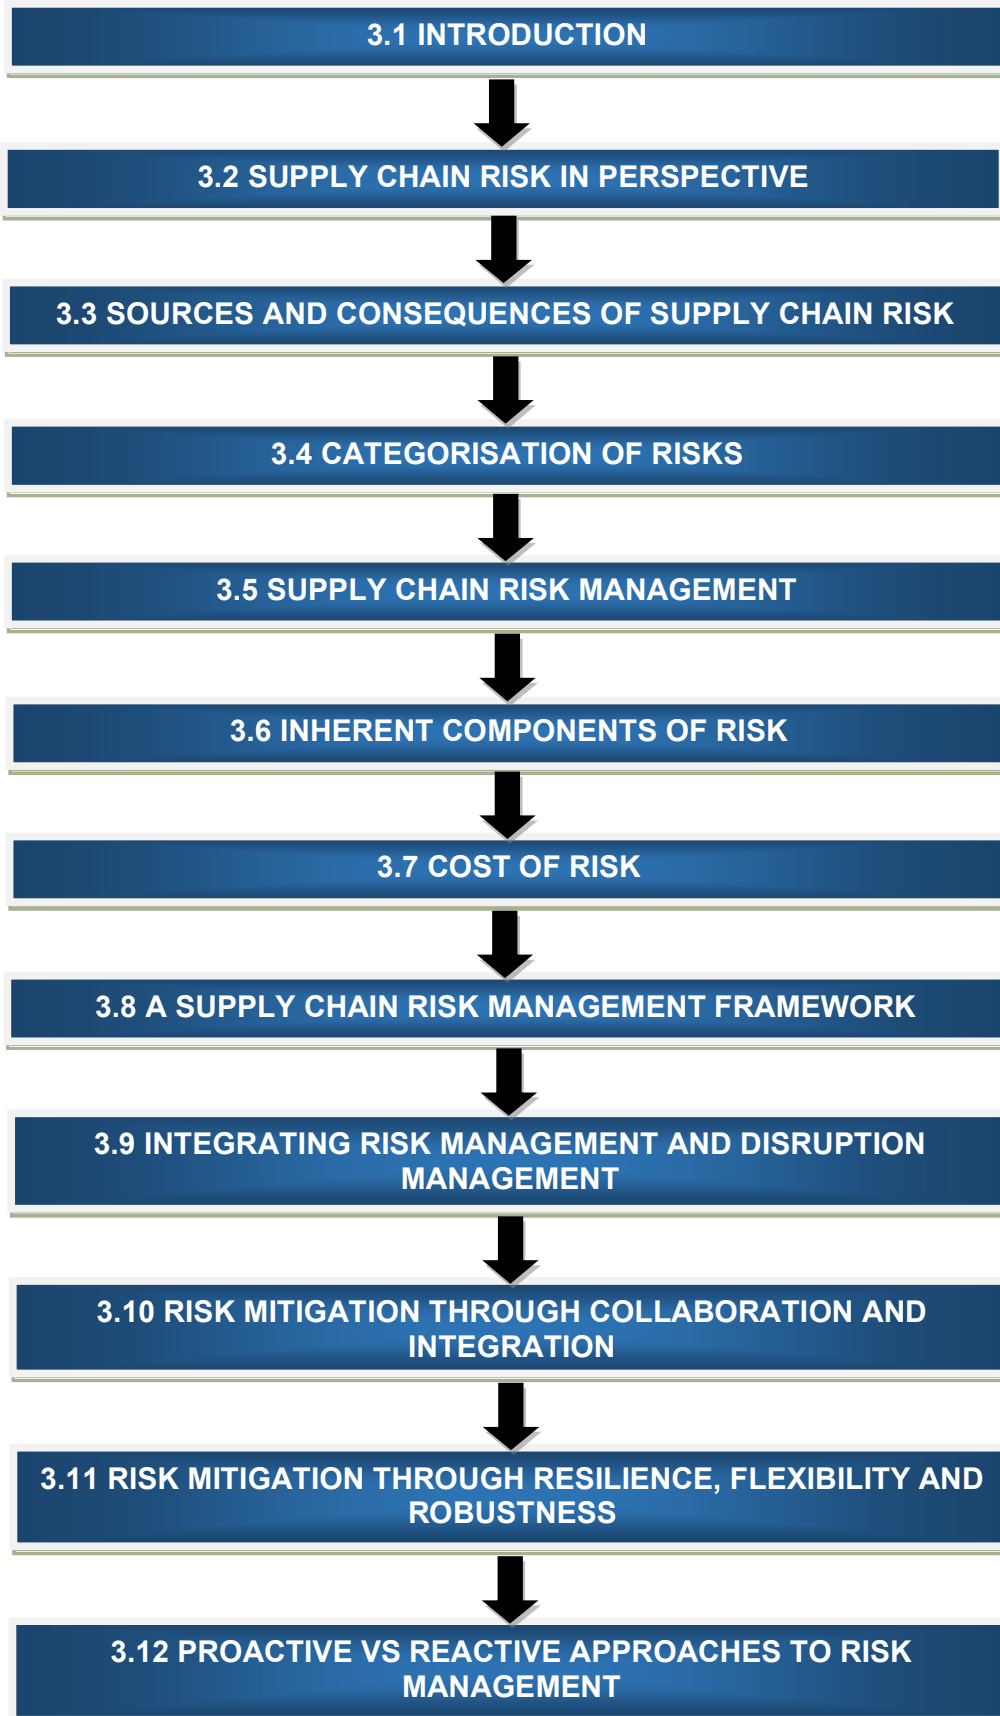 3.1 INTRODUCTION
3.2 SUPPLY CHAIN RISK IN PERSPECTIVE
3.3 SOURCES AND CONSEQUENCES OF SUPPLY CHAIN RISK
3.4 CATEGORISATION OF RISKS
3.5 SUPPLY CHAIN RISK MANAGEMENT
3.6 INHERENT COMPONENTS OF RISK
3.7 COST OF RISK
3.8 A SUPPLY CHAIN RISK MANAGEMENT FRAMEWORK
3.9 INTEGRATING RISK MANAGEMENT AND DISRUPTION
MANAGEMENT
3.10 RISK MITIGATION THROUGH COLLABORATION AND
INTEGRATION
3.11 RISK MITIGATION THROUGH RESILIENCE, FLEXIBILITY AND
ROBUSTNESS
3.12 PROACTIVE VS REACTIVE APPROACHES TO RISK
MANAGEMENT